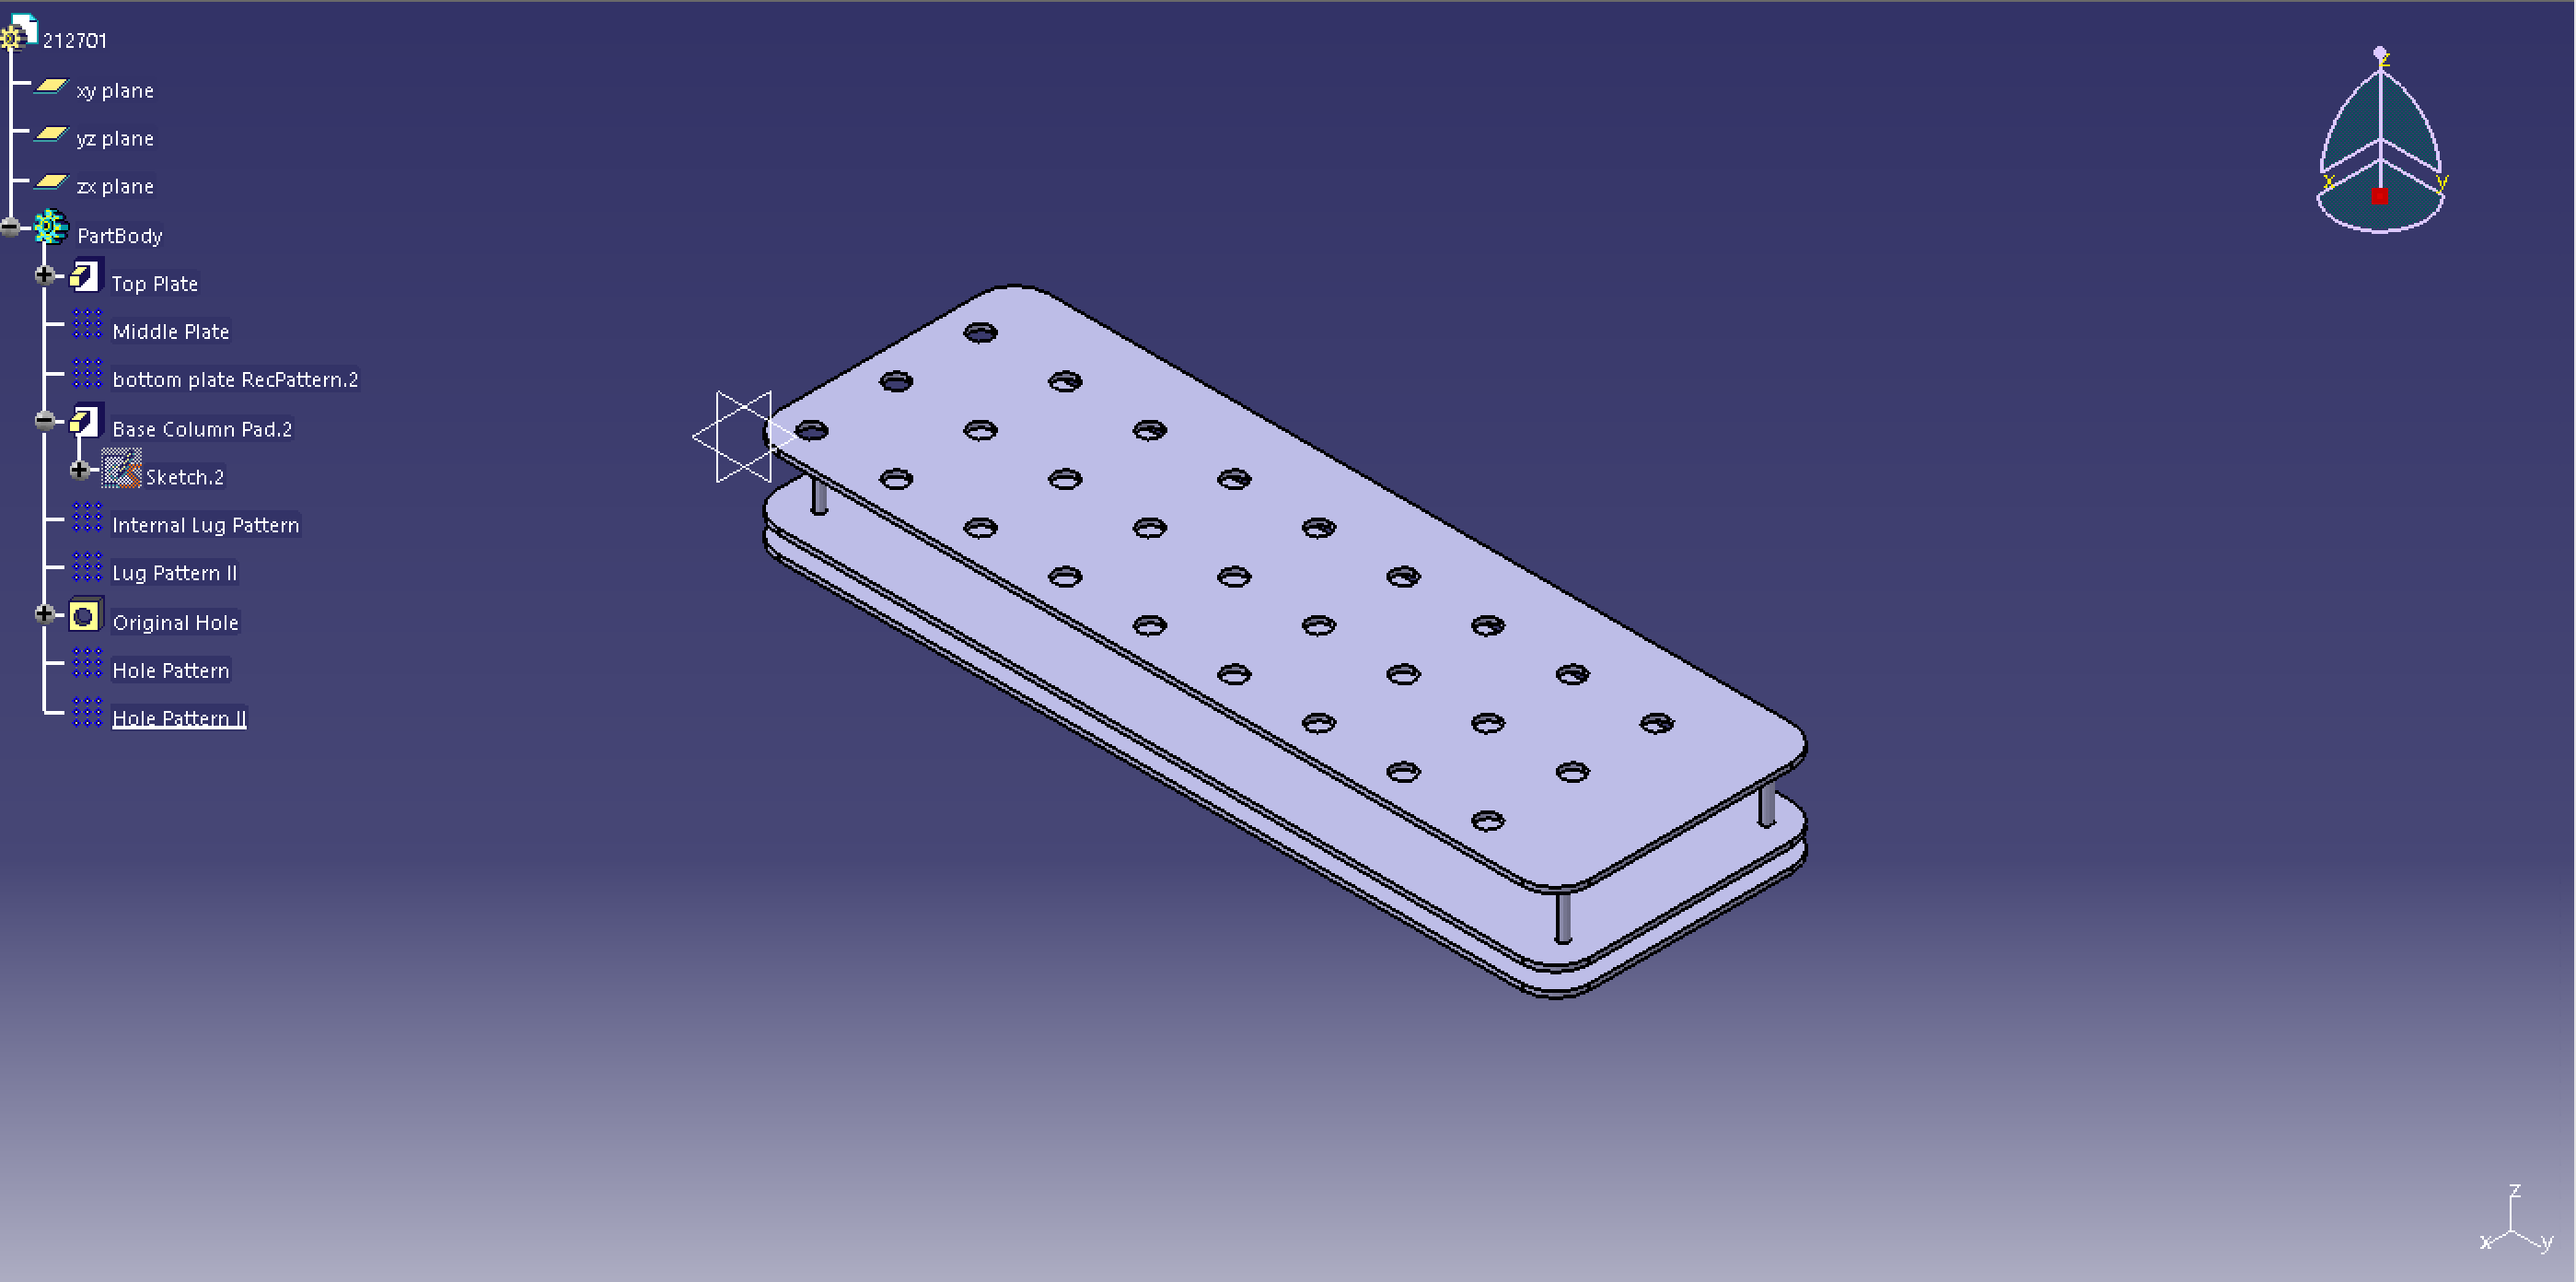 212701
xy plane
yz plane
zx plane
PartBody
Top Plate
Middle Plate
bottom plate RecPattern.2
Base Column Pad.2
Sketch.2
Internal Lug Pattern
Lug Pattern II
Original Hole
Hole Pattern
Hole Pattern II
z
x y
z
x y